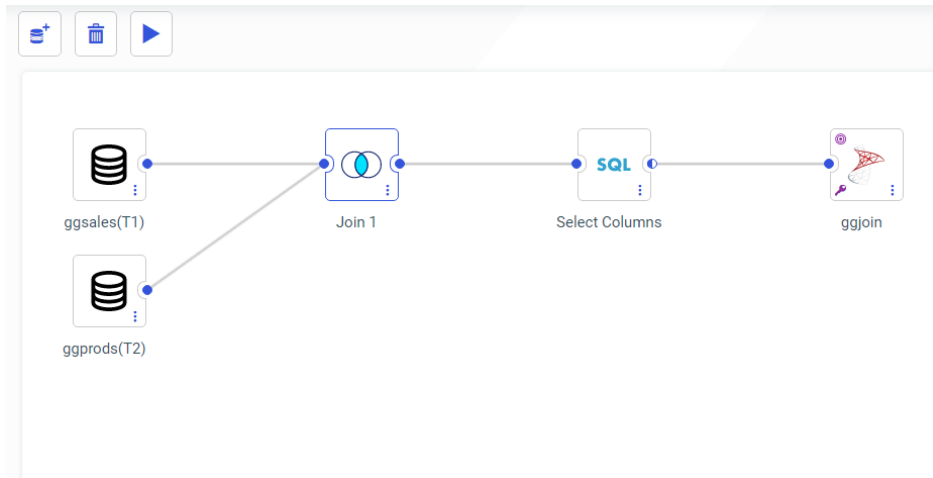 SQL
ggsales(T1)
Join 1
Select Columns
ggjoin
ggprods(T2)